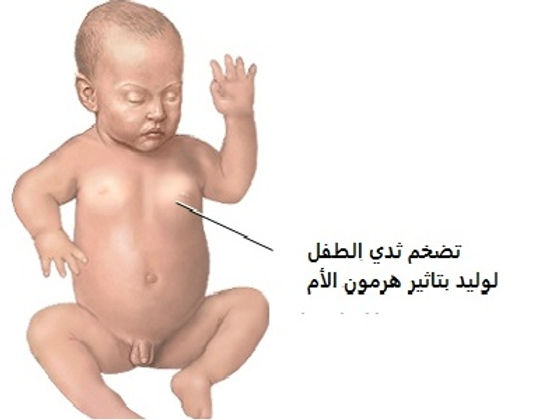 تضخم ثدي الطفل
لوليد بتاثير هرمون الأم